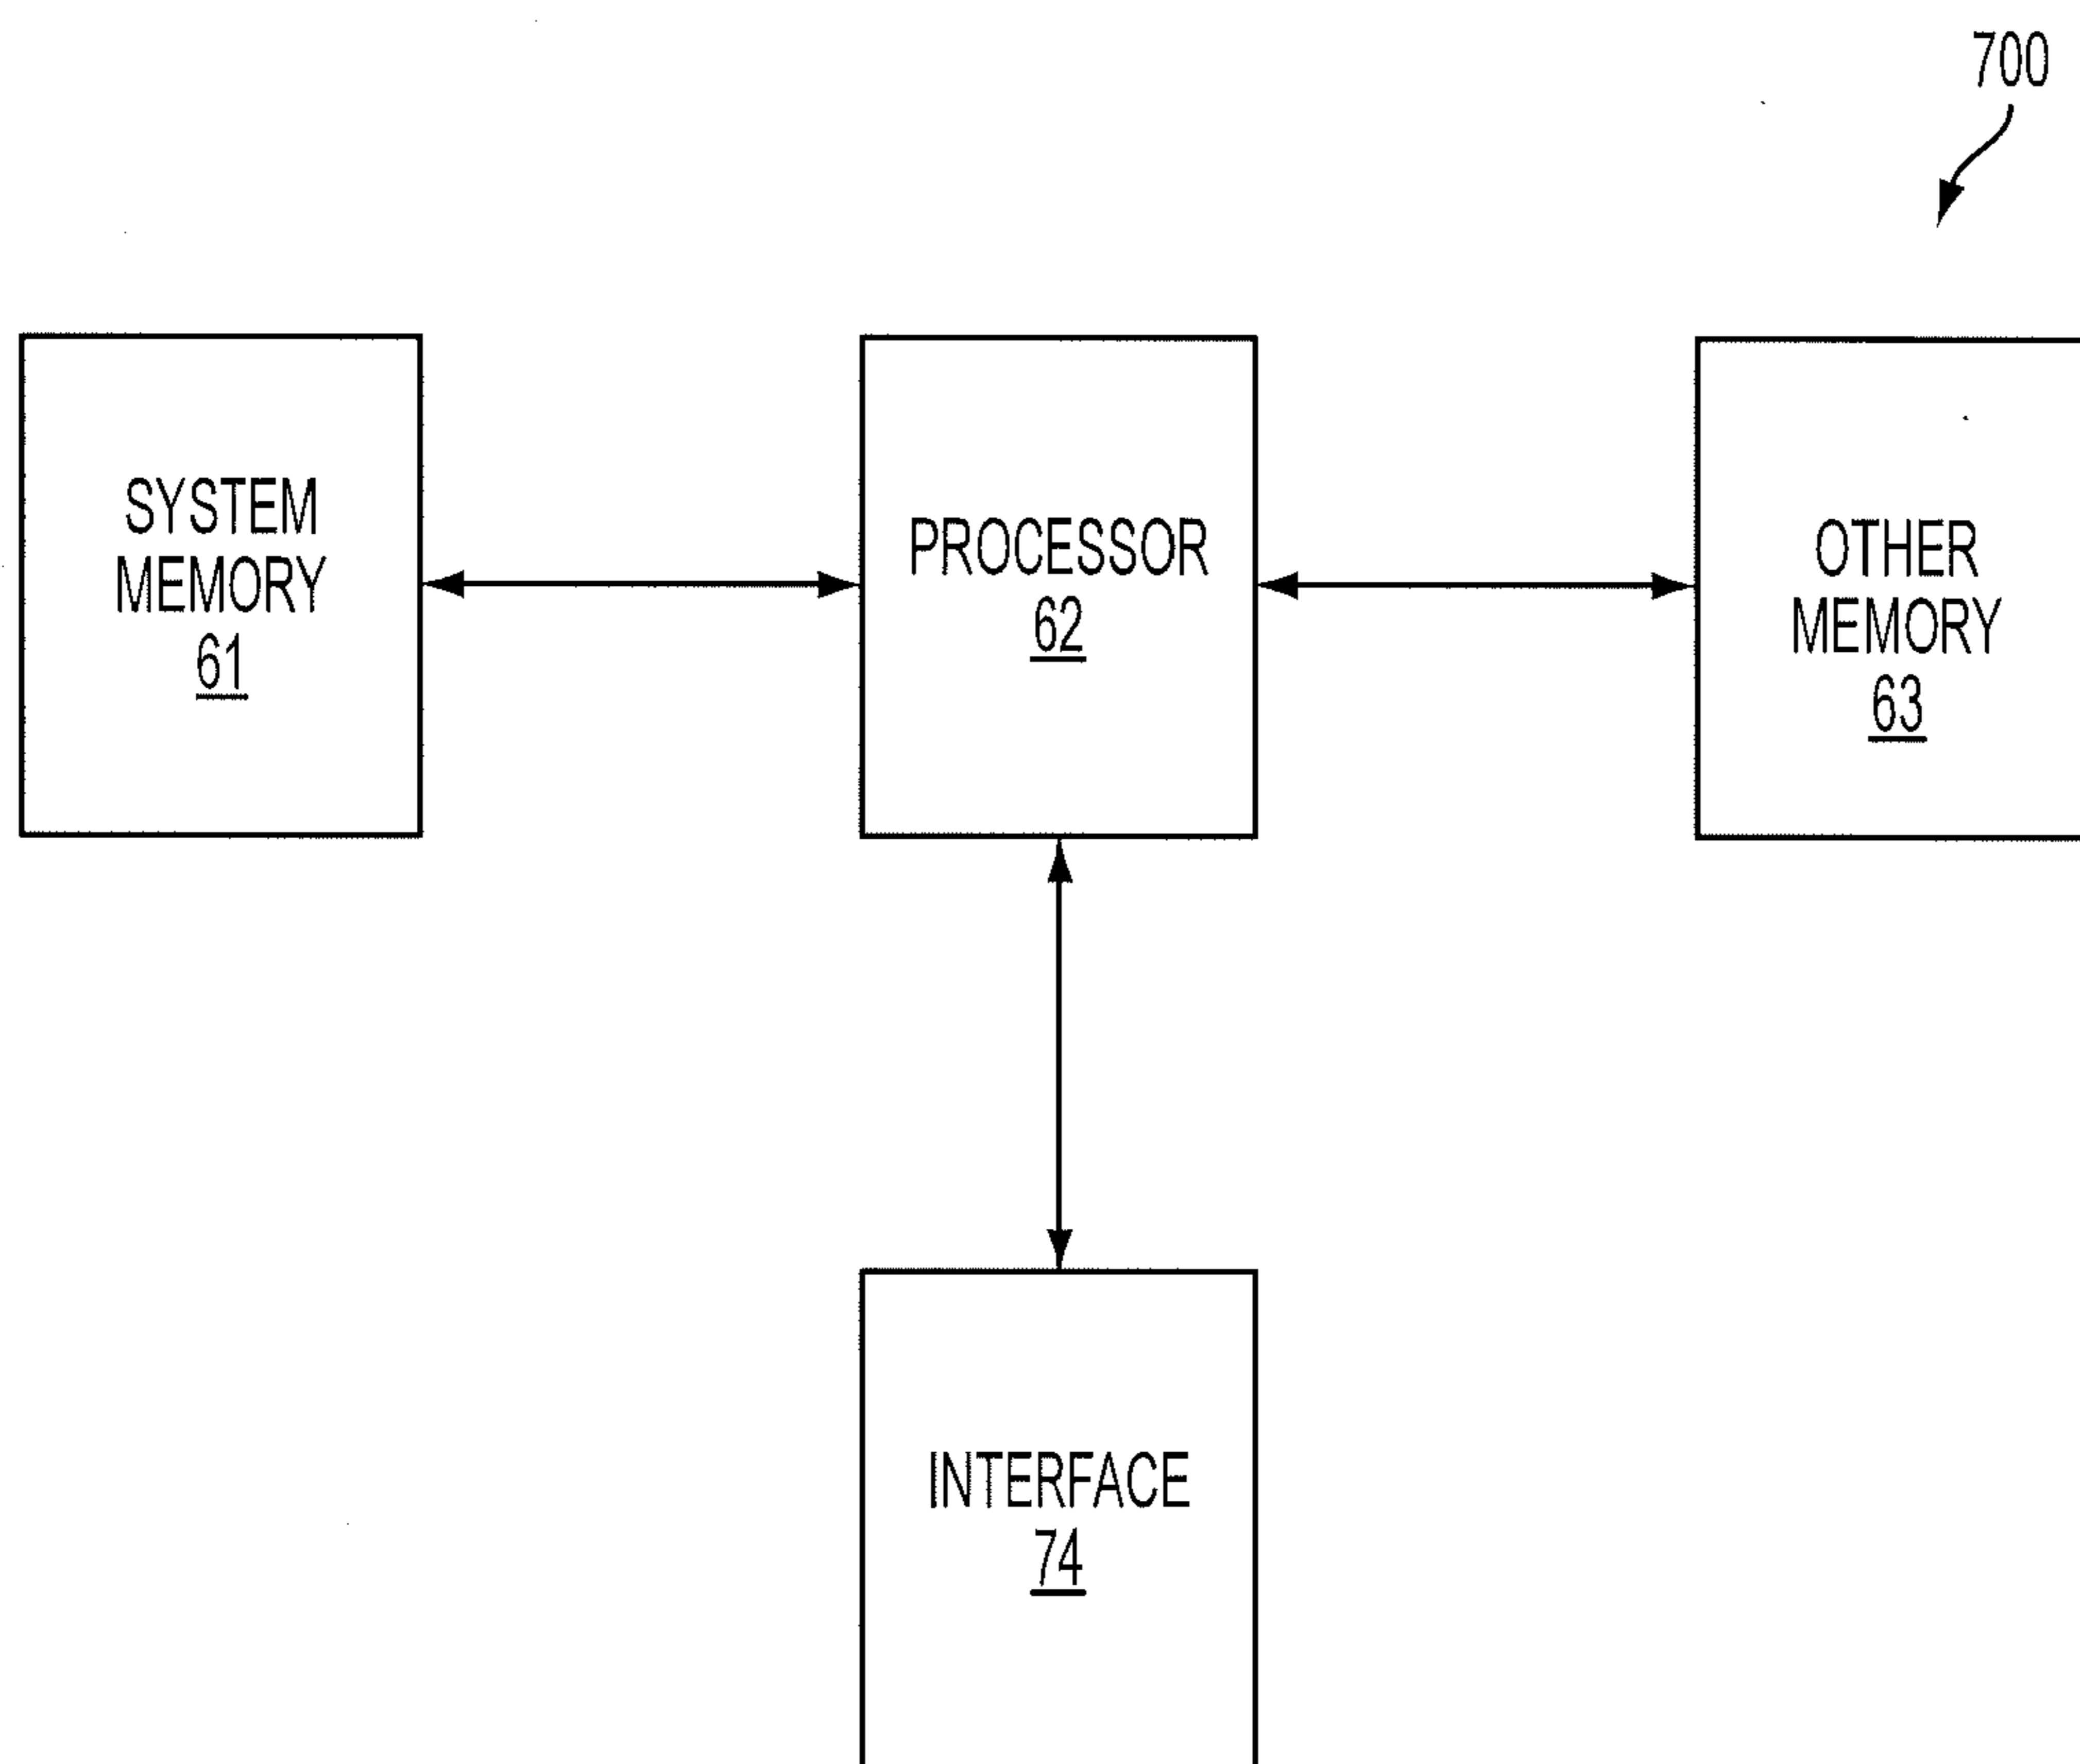 700
SYSTEM
MEMORY
61
PROCESSOR
62
OTHER
MEMORY
63
INTERFACE
74